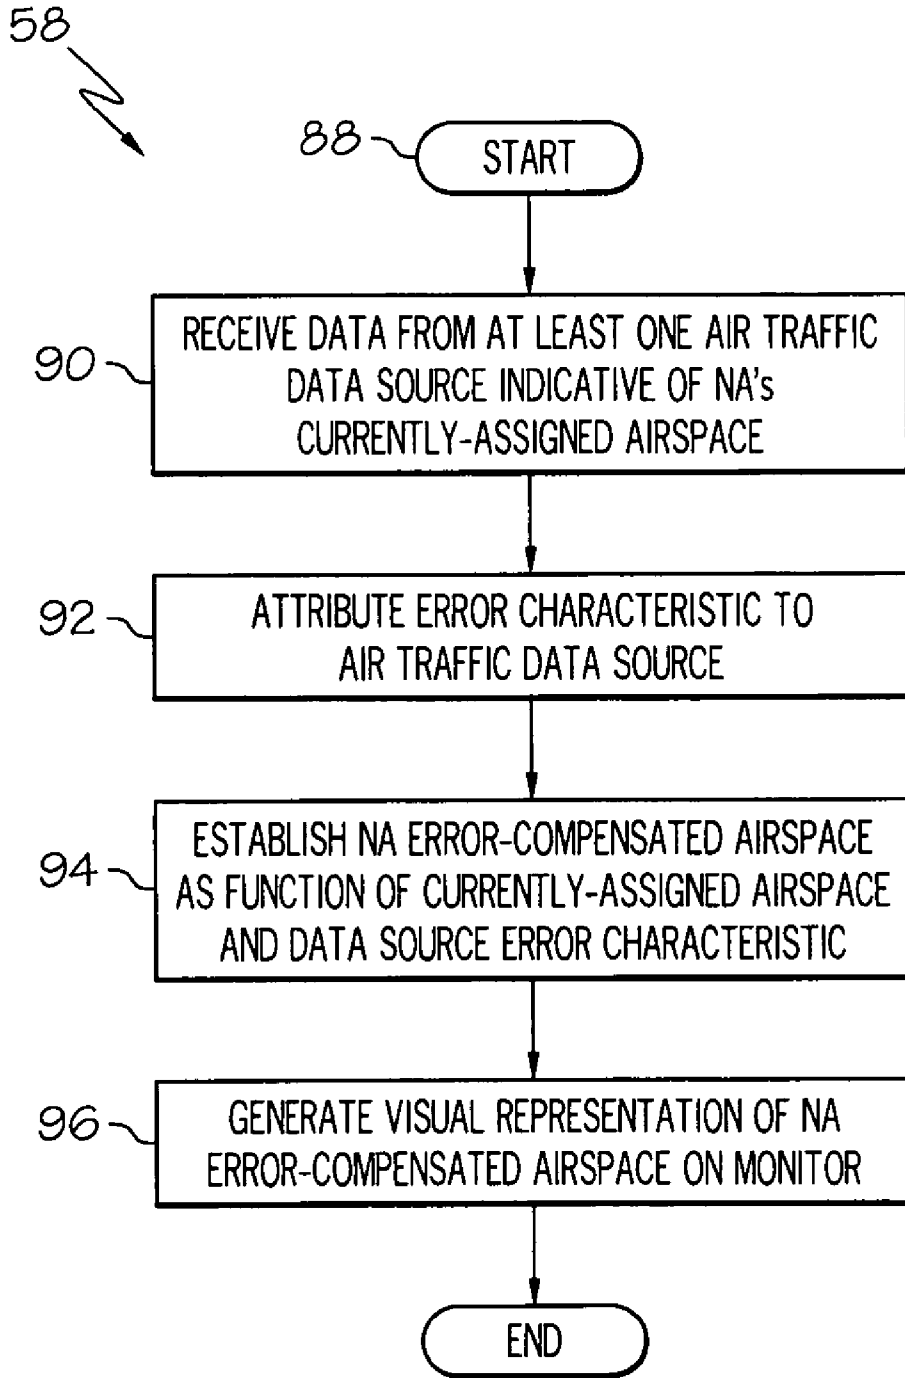 58
88
START
90
RECEIVE DATA FROM AT LEAST ONE AIR TRAFFIC
DATA SOURCE INDICATIVE OF NA's
CURRENTLY-ASSIGNED AIRSPACE
92
ATTRIBUTE ERROR CHARACTERISTIC TO
AIR TRAFFIC DATA SOURCE
94
ESTABLISH NA ERROR-COMPENSATED AIRSPACE
AS FUNCTION OF CURRENTLY-ASSIGNED AIRSPACE
AND DATA SOURCE ERROR CHARACTERISTIC
96
GENERATE VISUAL REPRESENTATION OF NA
ERROR-COMPENSATED AIRSPACE ON MONITOR
END